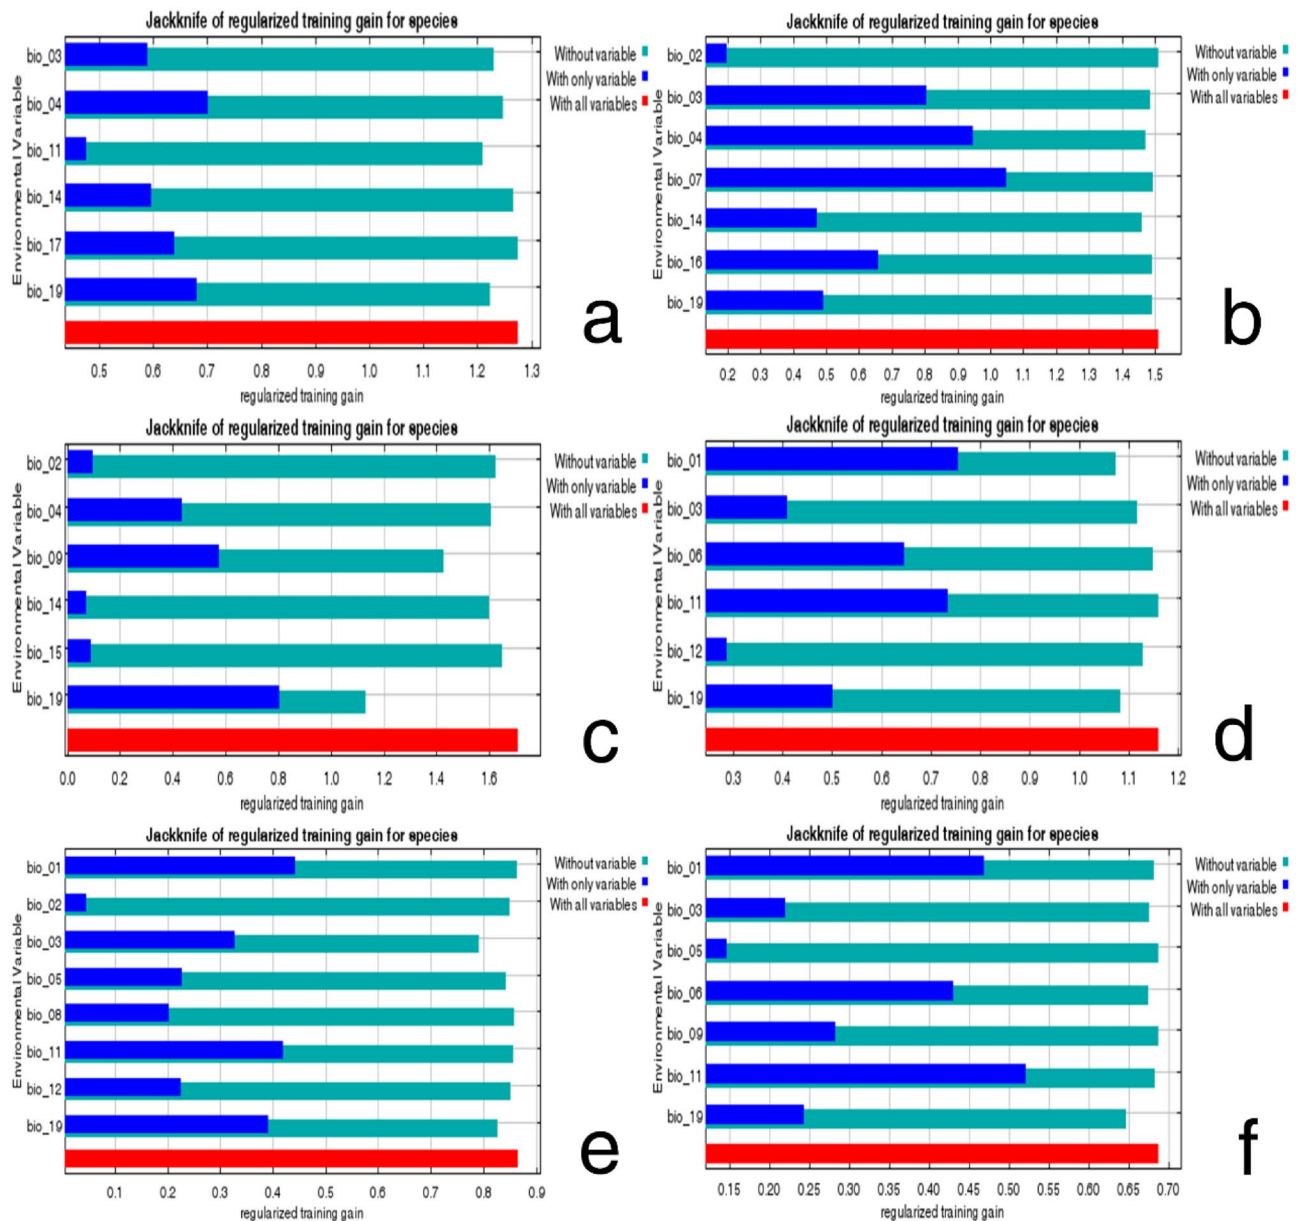 Jackknife of regularized training gain for species
Environmental Variable
bio_03
bio_04
bio_11
bio_14
bio_17
bio_19
Without variable
With only variable
With all variables
0.5 0.6 0.7 0.8 0.9 1.0 1.1 1.2 1.3
regularized training gain
a
Jackknife of regularized training gain for species
Environmental Variable
bio_02
bio_03
bio_04
bio_07
bio_14
bio_16
bio_19
Without variable
With only variable
With all variables
0.2 0.3 0.4 0.5 0.6 0.7 0.8 0.9 1.0 1.1 1.2 1.3 1.4 1.5
regularized training gain
b
Jackknife of regularized training gain for species
Environmental Variable
bio_02
bio_04
bio_09
bio_14
bio_15
bio_19
Without variable
With only variable
With all variables
0.0 0.2 0.4 0.6 0.8 1.0 1.2 1.4 1.6
regularized training gain
c
Jackknife of regularized training gain for species
Environmental Variable
bio_01
bio_03
bio_06
bio_11
bio_12
bio_19
Without variable
With only variable
With all variables
0.3 0.4 0.5 0.6 0.7 0.8 0.9 1.0 1.1 1.2
regularized training gain
d
Jackknife of regularized training gain for species
Environmental Variable
bio_01
bio_02
bio_03
bio_05
bio_08
bio_11
bio_12
bio_19
Without variable
With only variable
With all variables
0.1 0.2 0.3 0.4 0.5 0.6 0.7 0.8 0.9
regularized training gain
e
Jackknife of regularized training gain for species
Environmental Variable
bio_01
bio_03
bio_05
bio_06
bio_09
bio_11
bio_19
Without variable
With only variable
With all variables
0.15 0.20 0.25 0.30 0.35 0.40 0.45 0.50 0.55 0.60 0.65 0.70
regularized training gain
f